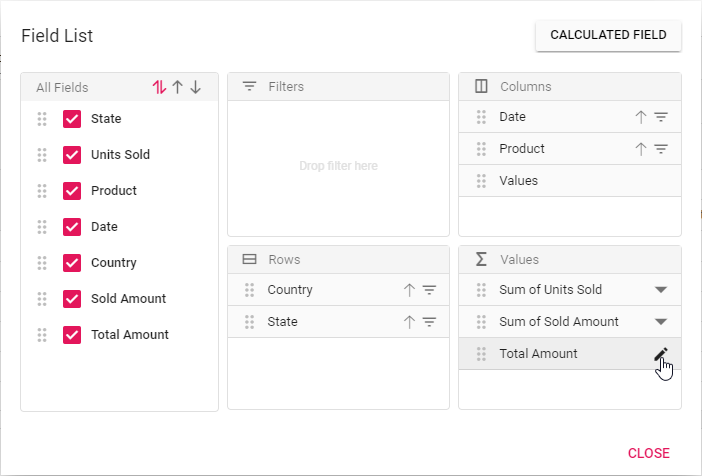 Field List
CALCULATED FIELD
All Fields
State
Units Sold
Product
Date
Country
Sold Amount
Total Amount
Filters
Drop filter here
Columns
Date
Product
Values
Rows
Country
State
Values
Sum of Units Sold
Sum of Sold Amount
Total Amount
CLOSE